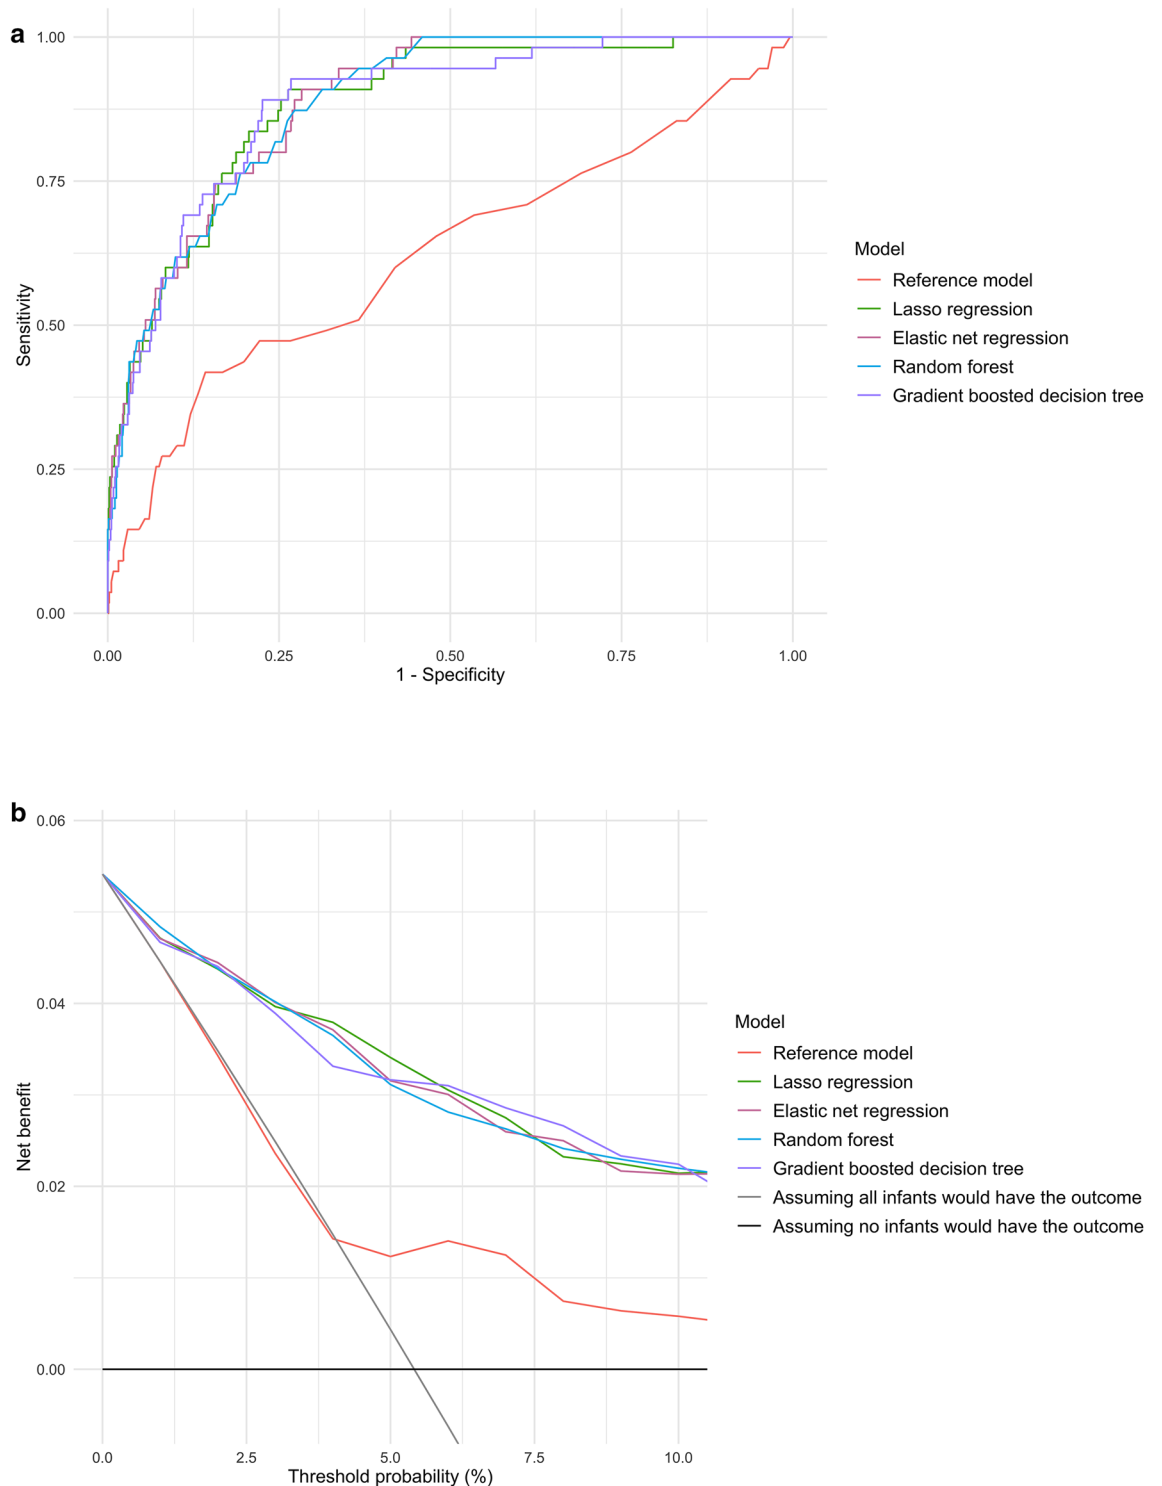 a
1.00
0.75
0.50
0.25
0.00
Sensitivity
0.00 0.25 0.50 0.75 1.00
1 - Specificity
Model
Reference model
Lasso regression
Elastic net regression
Random forest
Gradient boosted decision tree
b
0.06
0.04
0.02
0.00
Net benefit
0.0 2.5 5.0 7.5 10.0
Threshold probability (%)
Model
Reference model
Lasso regression
Elastic net regression
Random forest
Gradient boosted decision tree
Assuming all infants would have the outcome
Assuming no infants would have the outcome